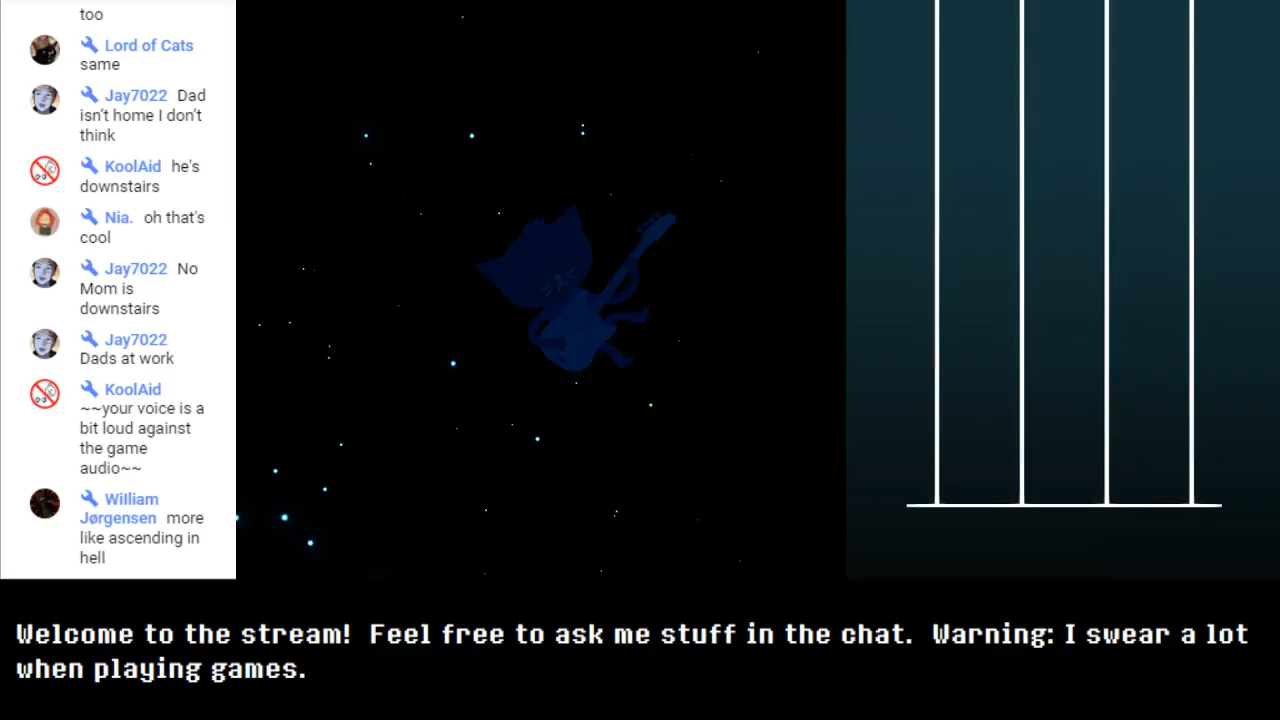 too
Lord of Cats
same
Jay7022 Dad
isn't home I don't
think
KoolAid he's
downstairs
Nia. oh that's
cool
Jay7022 No
Mom is
downstairs
Jay7022
Dads at work
KoolAid
~~your voice is a
bit loud against
the game
audio~~
William
Jørgensen more
like ascending in
hell
Welcome to the stream! Feel free to ask me stuff in the chat. Warning: I swear a lot
when playing games.